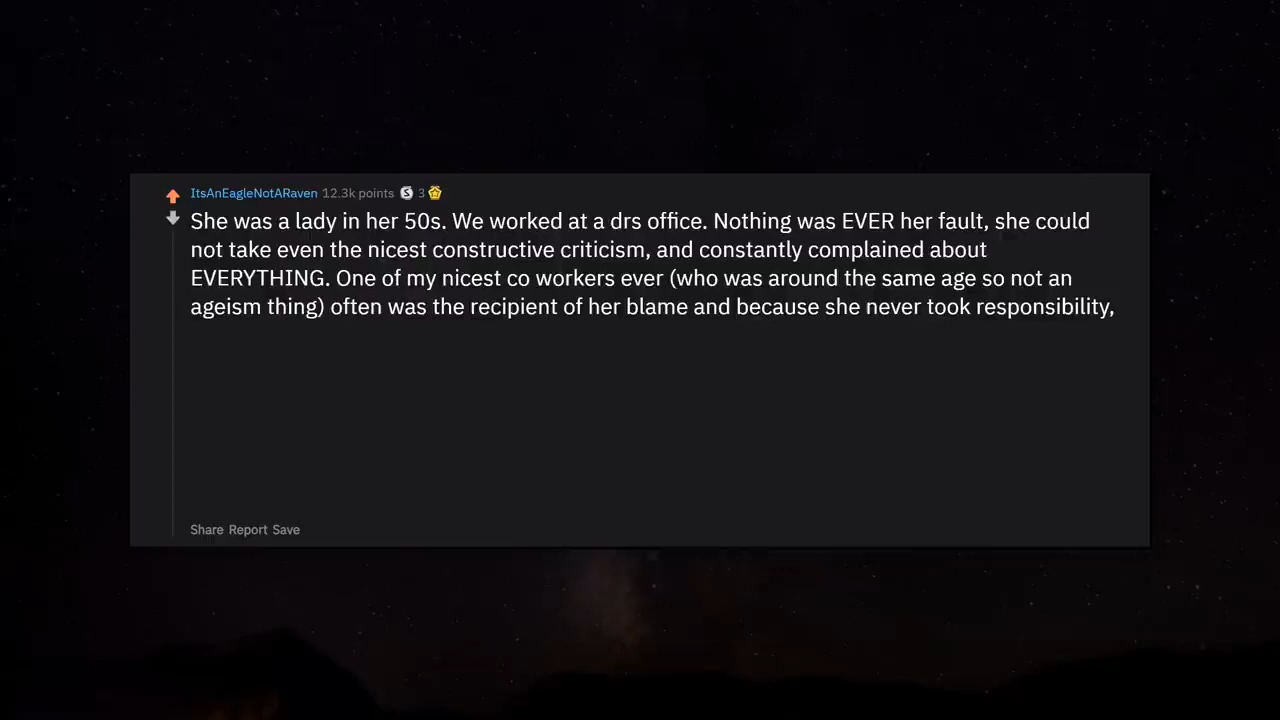 ItsAnEagleNotARaven 12.3k points S 3
She was a lady in her 50s. We worked at a drs office. Nothing was EVER her fault, she could
not take even the nicest constructive criticism, and constantly complained about
EVERYTHING. One of my nicest co workers ever (who was around the same age so not an
ageism thing) often was the recipient of her blame and because she never took responsibility,
Share Report Save